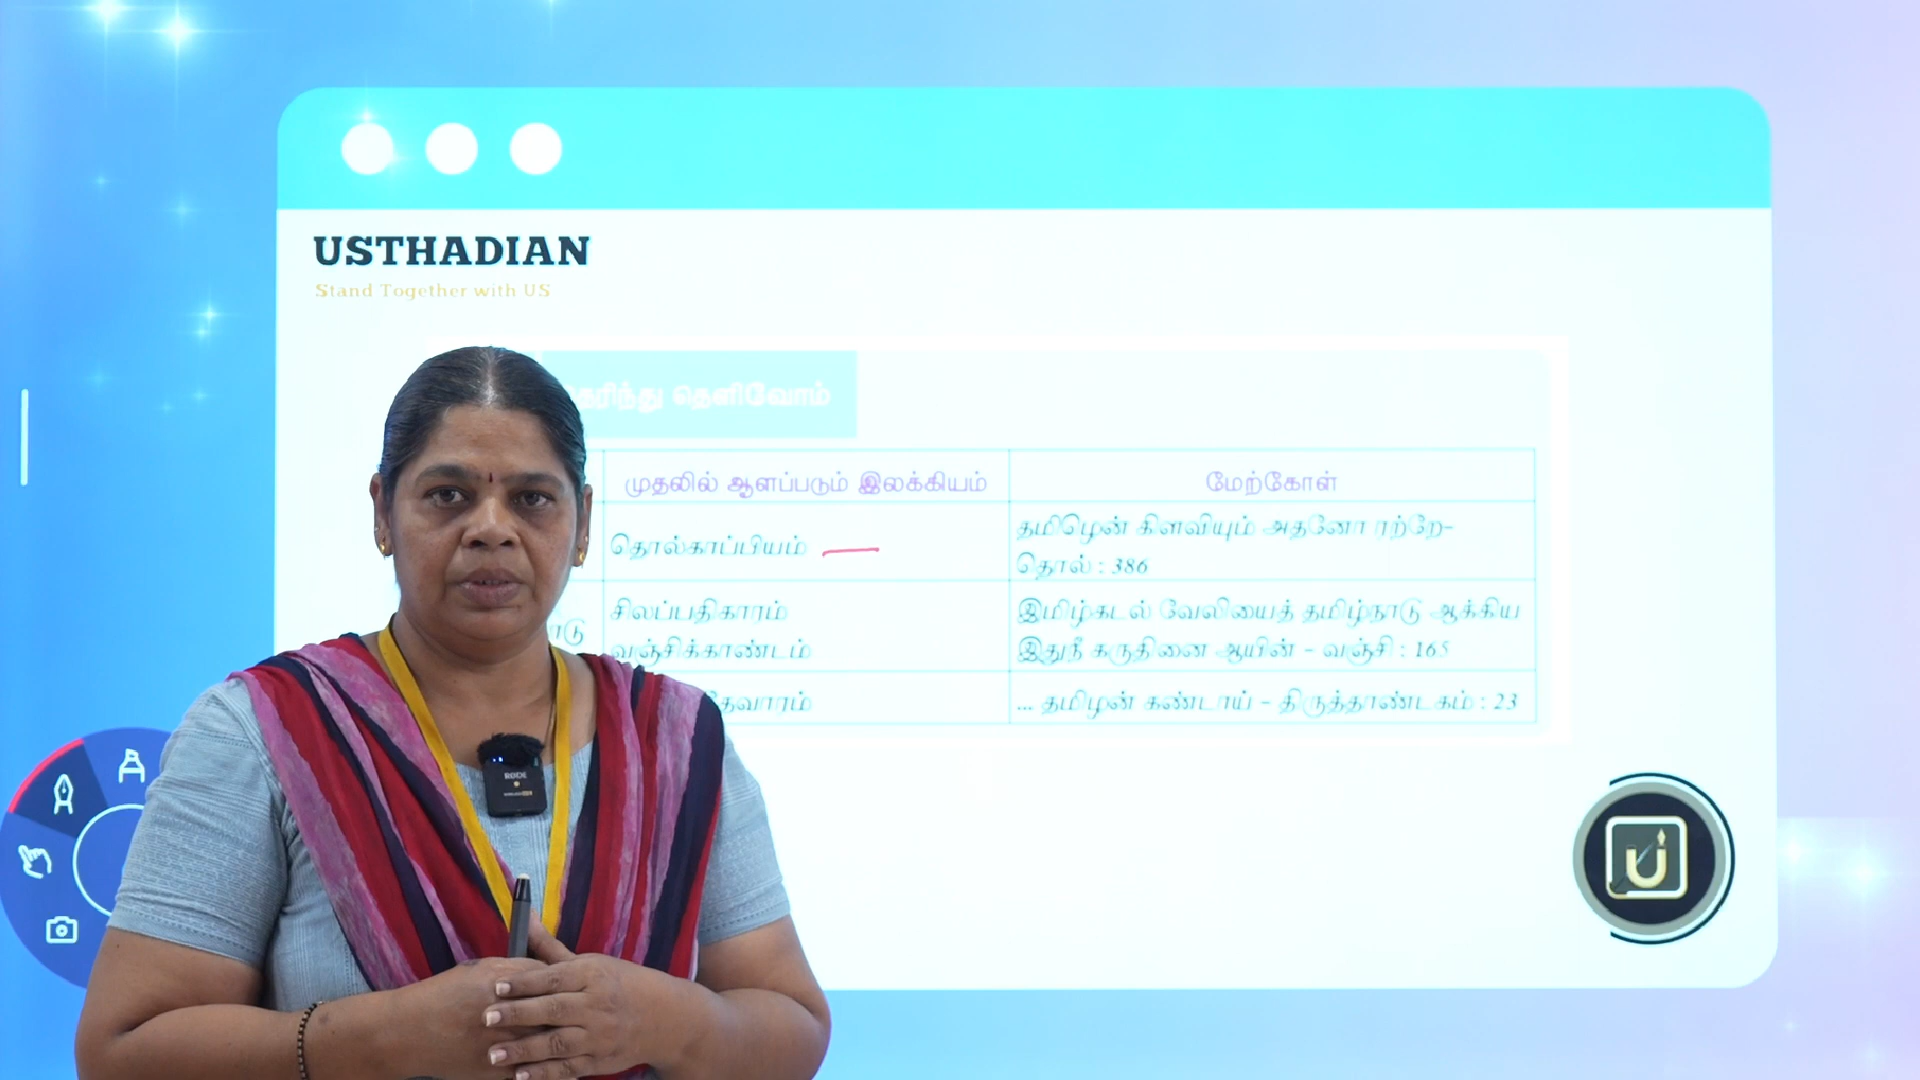 USTHADIAN
Stand Together with US
தெரிந்து தெளிவோம்
முதலில் ஆளப்படும் இலக்கியம்
மேற்கோள்
தொல்காப்பியம்
தமிழென் கிளவியும் அதனோ ரற்றே-
தொல் : 386
சிலப்பதிகாரம்
வஞ்சிக்காண்டம்
இமிழ்கடல் வேலியைத் தமிழ்நாடு ஆக்கிய
இதுநீ கருதினை ஆயின் - வஞ்சி : 165
தேவாரம்
... தமிழன் கண்டாய் - திருத்தாண்டகம் : 23
RODE
U